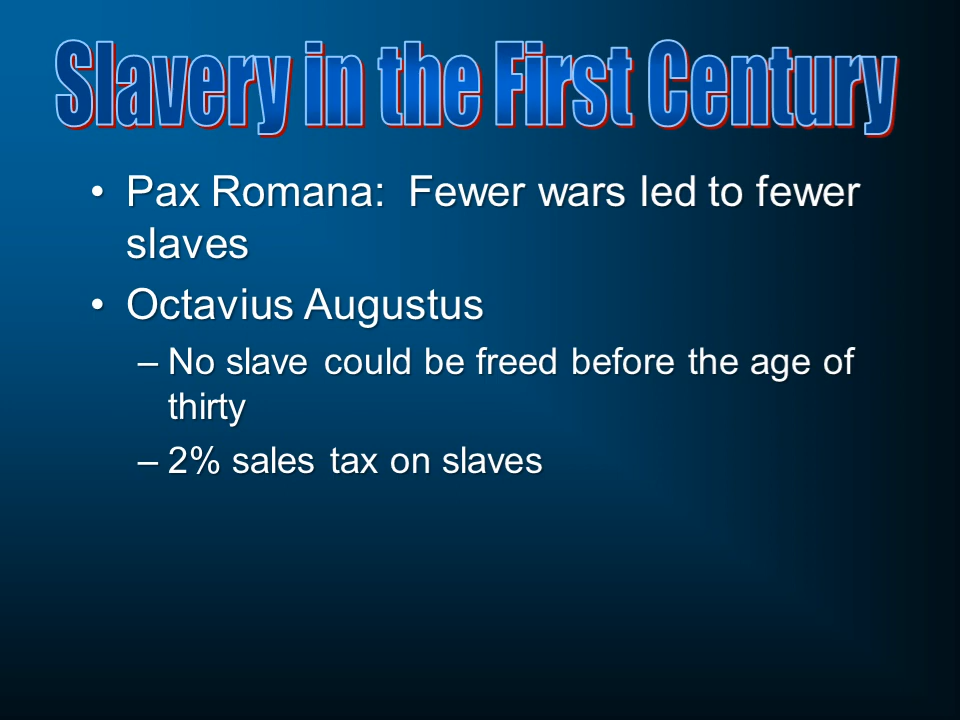 Slavery in the First Century
• Pax Romana:  Fewer wars led to fewer
slaves
• Octavius Augustus
– No slave could be freed before the age of
thirty
– 2% sales tax on slaves